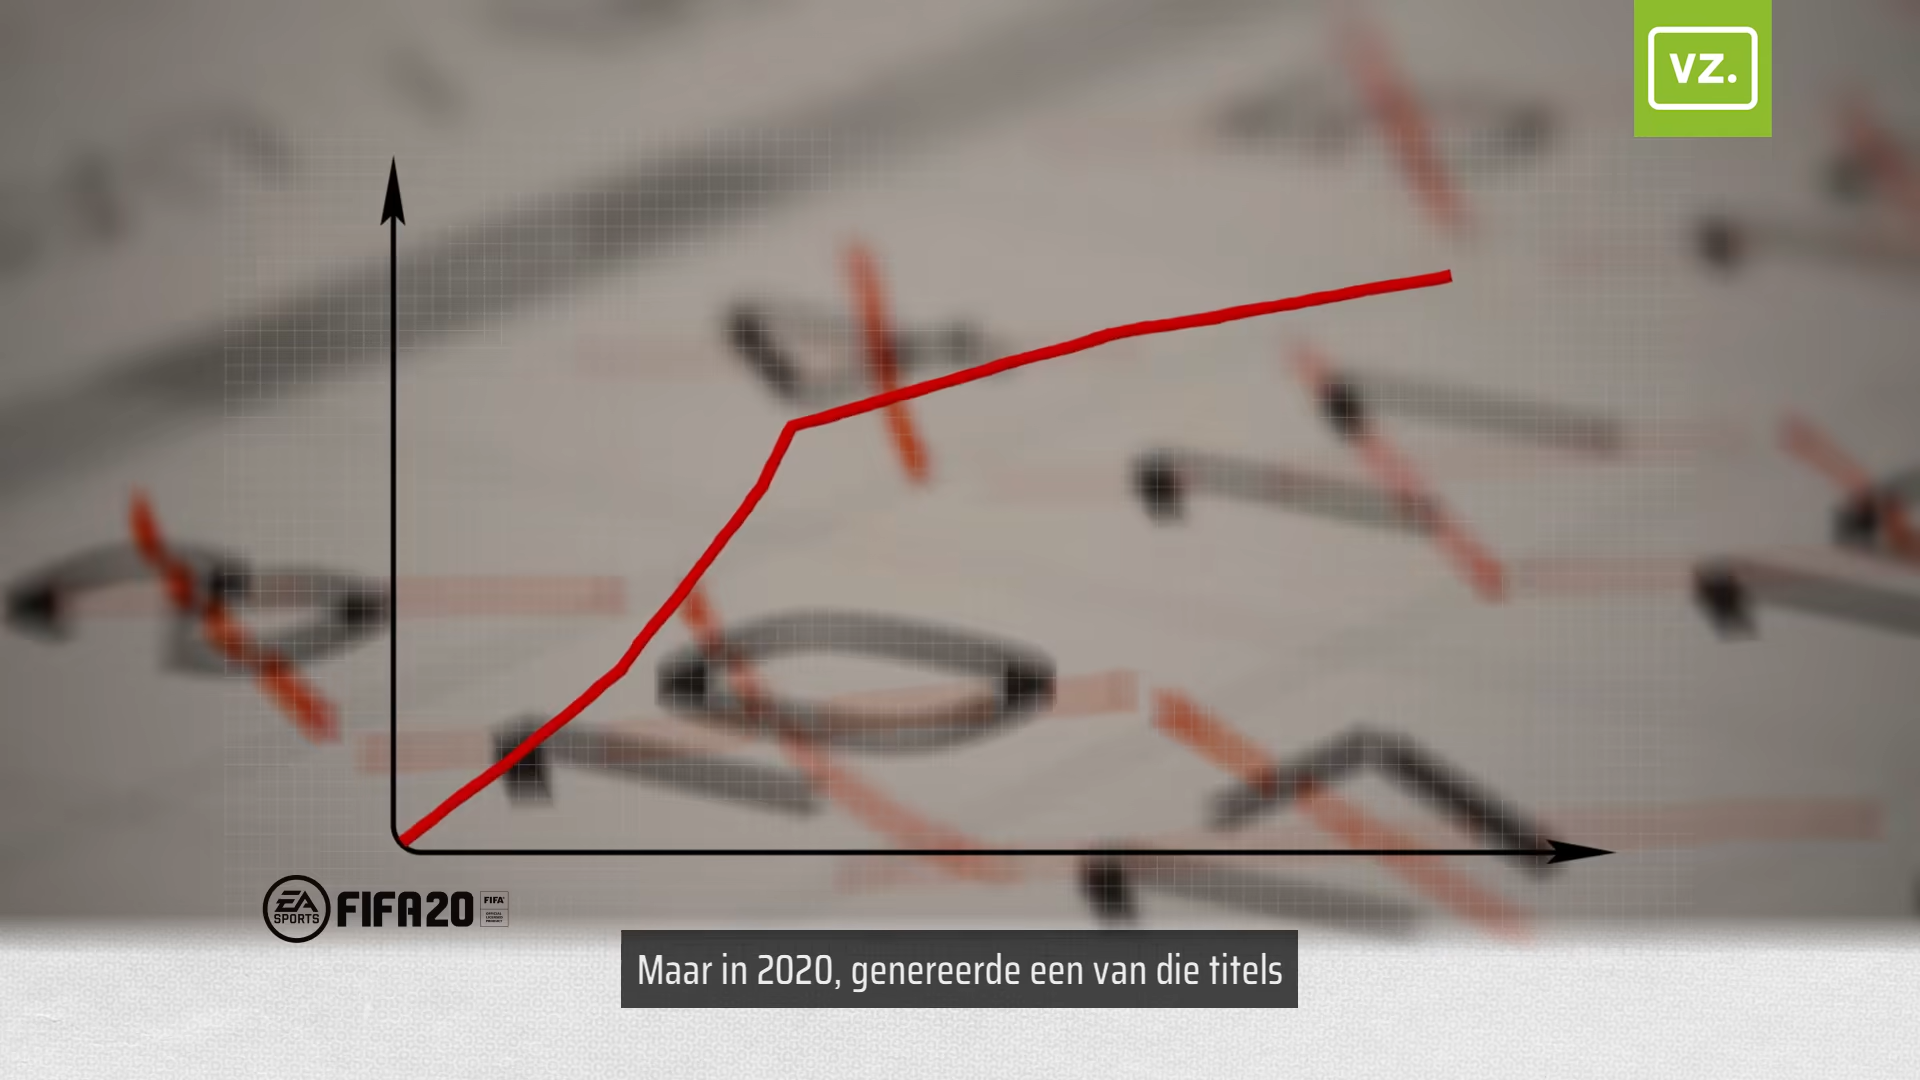 vz.
EA
SPORTS
FIFA20
FIFA
Maar in 2020, genereerde een van die titels